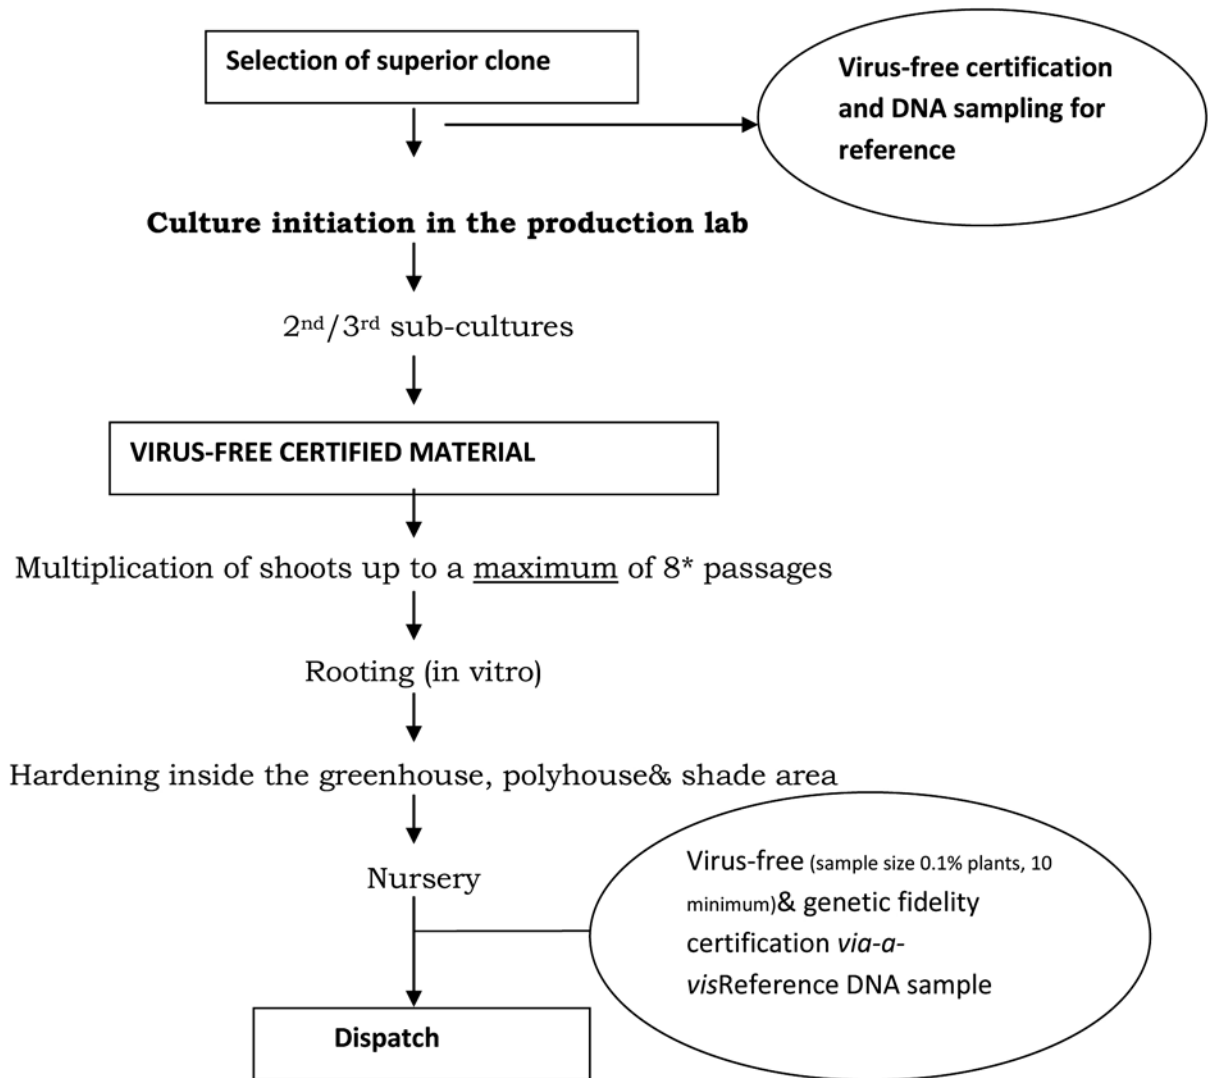 Selection of superior clone
Virus-free certification
and DNA sampling for
reference
Culture initiation in the production lab
2nd/3rd sub-cultures
VIRUS-FREE CERTIFIED MATERIAL
Multiplication of shoots up to a maximum of 8* passages
Rooting (in vitro)
Hardening inside the greenhouse, polyhouse& shade area
Nursery
Virus-free (sample size 0.1% plants, 10
minimum)& genetic fidelity
certification via-a-
visReference DNA sample
Dispatch